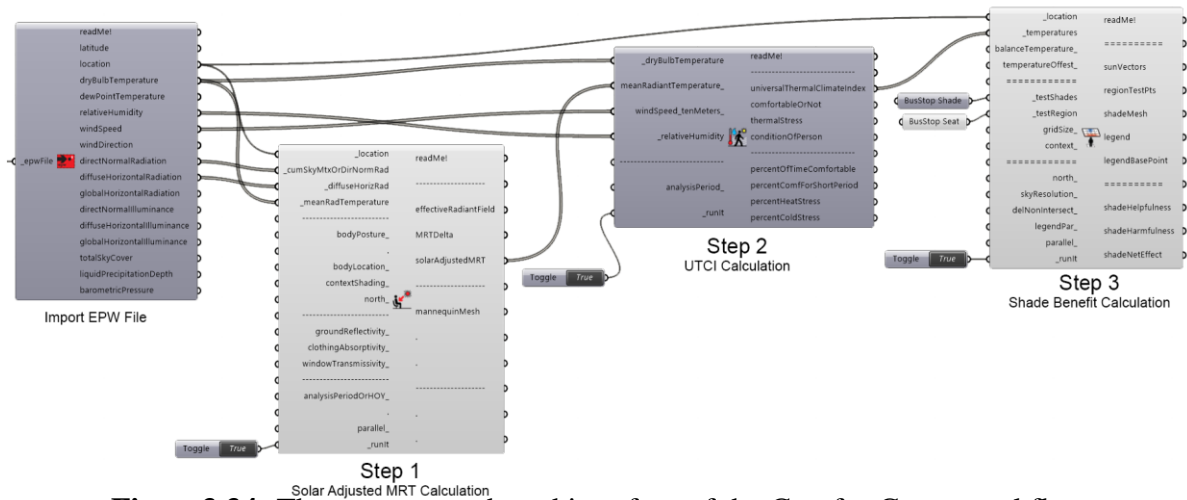 readMe!
latitude
location
dryBulbTemperature
dewPointTemperature
relativeHumidity
windSpeed
windDirection
_epwFile
directNormalRadiation
diffuseHorizontalRadiation
globalHorizontalRadiation
directNormalIlluminance
diffuseHorizontalIlluminance
globalHorizontalIlluminance
totalSkyCover
liquidPrecipitationDepth
barometricPressure
Import EPW File
_location
_cumSkyMtxOrDirNormRad
_diffuseHorizRad
_meanRadTemperature
------------------------
bodyPosture_
.
bodyLocation_
contextShading_
north_
------------------------
groundReflectivity_
clothingAbsorptivity_
windowTransmissivity_
------------------------
analysisPeriodOrHOY_
.
parallel_
_runIt
readMe!
-------------------
effectiveRadiantField
MRTDelta
solarAdjustedMRT
-------------------
mannequinMesh
.
.
-------------------
.
.
Toggle True
Step 1
Solar Adjusted MRT Calculation
_dryBulbTemperature
meanRadiantTemperature_
windSpeed_tenMeters_
_relativeHumidity
-----------------------------
analysisPeriod_
_runIt
readMe!
-----------------------------
universalThermalClimateIndex
comfortableOrNot
thermalStress
conditionOfPerson
-----------------------------
percentOfTimeComfortable
percentComfForShortPeriod
percentHeatStress
percentColdStress
Toggle True
Step 2
UTCI Calculation
_location
_temperatures
balanceTemperature_
temperatureOffest_
============
_testShades
_testRegion
gridSize_
context_
============
north_
skyResolution_
delNonIntersect_
legendPar_
parallel_
_runIt
readMe!
==========
sunVectors
regionTestPts
shadeMesh
legend
legendBasePoint
==========
shadeHelpfulness
shadeHarmfulness
shadeNetEffect
BusStop Shade
BusStop Seat
Toggle True
Step 3
Shade Benefit Calculation